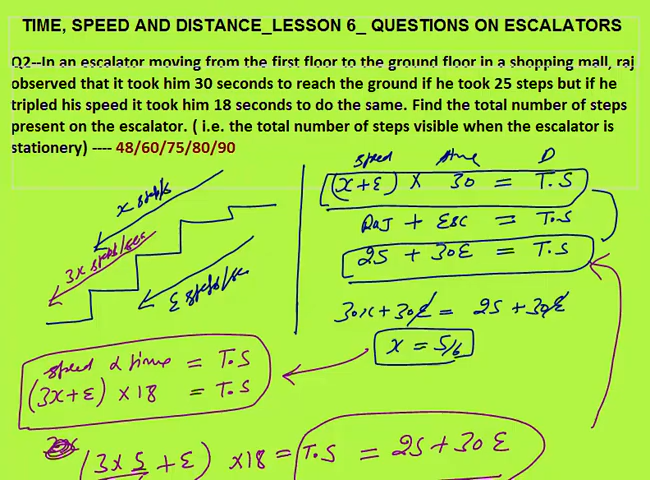 TIME, SPEED AND DISTANCE_LESSON 6_ QUESTIONS ON ESCALATORS
Q2--In an escalator moving from the first floor to the ground floor in a shopping mall, raj
observed that it took him 30 seconds to reach the ground if he took 25 steps but if he
tripled his speed it took him 18 seconds to do the same. Find the total number of steps
present on the escalator. ( i.e. the total number of steps visible when the escalator is
stationery) ---- 48/60/75/80/90
speed time D
(x+E) × 30 = T.S
x steps/s
RaJ + ESC = To.S
3x steps/sec
25 + 30E = T.S
E steps/sec
30x + 30E = 25 + 30E
x = 5/6
speed × time = T.S
(3x+E) × 18 = T.S
(3 × 5 + E) × 18 = T.S = 25 + 30 E